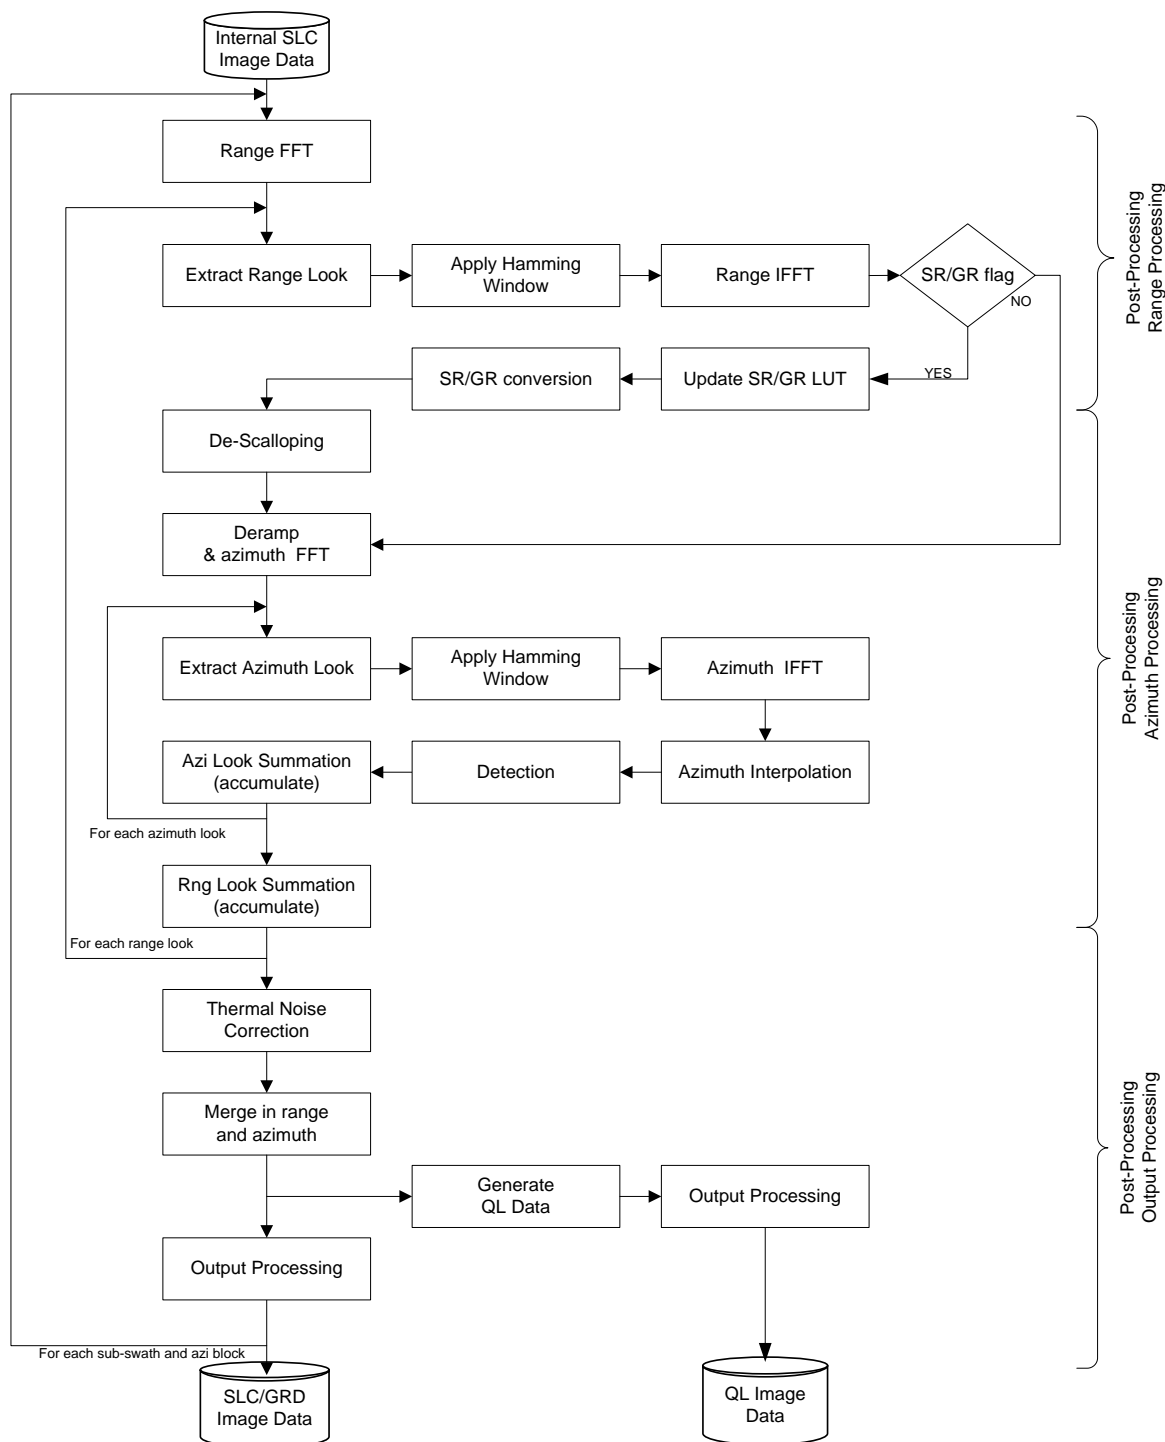 Internal SLC
Image Data
Range FFT
Extract Range Look
Apply Hamming
Window
Range IFFT
SR/GR flag
NO
YES
Update SR/GR LUT
SR/GR conversion
Post-Processing
Range Processing
De-Scalloping
Deramp
& azimuth  FFT
Extract Azimuth Look
Apply Hamming
Window
Azimuth  IFFT
Azimuth Interpolation
Detection
Azi Look Summation
(accumulate)
For each azimuth look
Rng Look Summation
(accumulate)
For each range look
Post-Processing
Azimuth Processing
Thermal Noise
Correction
Merge in range
and azimuth
Generate
QL Data
Output Processing
Output Processing
For each sub-swath and azi block
SLC/GRD
Image Data
QL Image
Data
Post-Processing
Output Processing